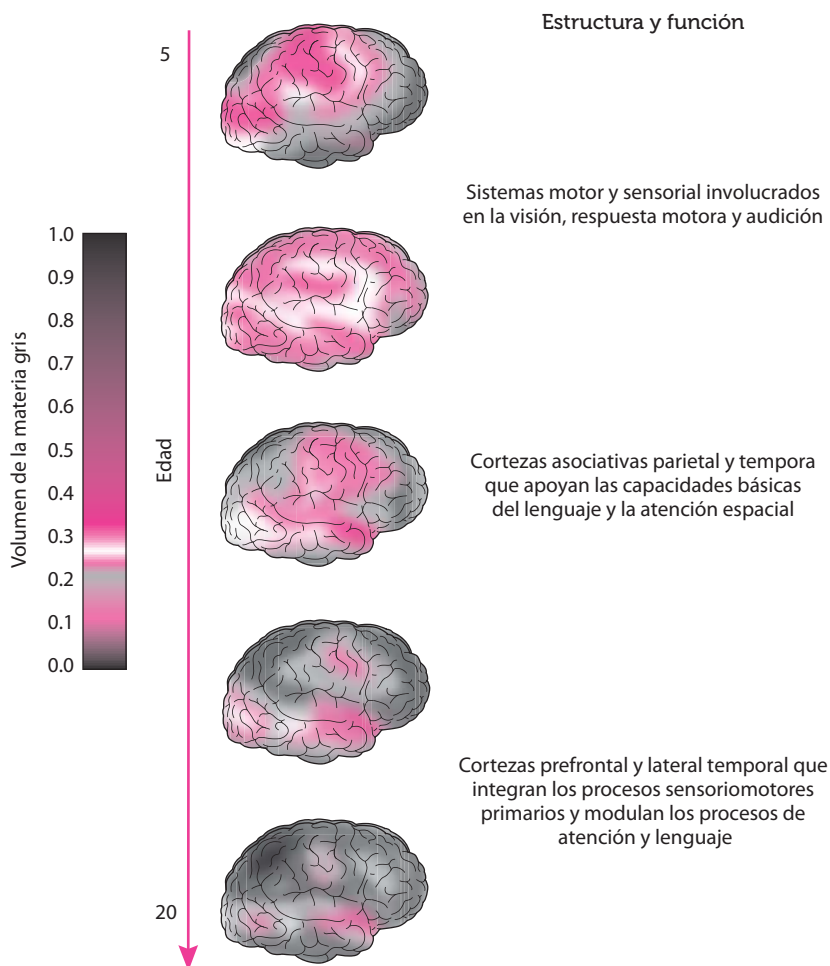 Estructura y función
5
Sistemas motor y sensorial involucrados
en la visión, respuesta motora y audición
Volumen de la materia gris
1.0
0.9
0.8
0.7
0.6
0.5
0.4
0.3
0.2
0.1
0.0
Edad
Cortezas asociativas parietal y tempora
que apoyan las capacidades básicas
del lenguaje y la atención espacial
Cortezas prefrontal y lateral temporal que
integran los procesos sensoriomotores
primarios y modulan los procesos de
atención y lenguaje
20